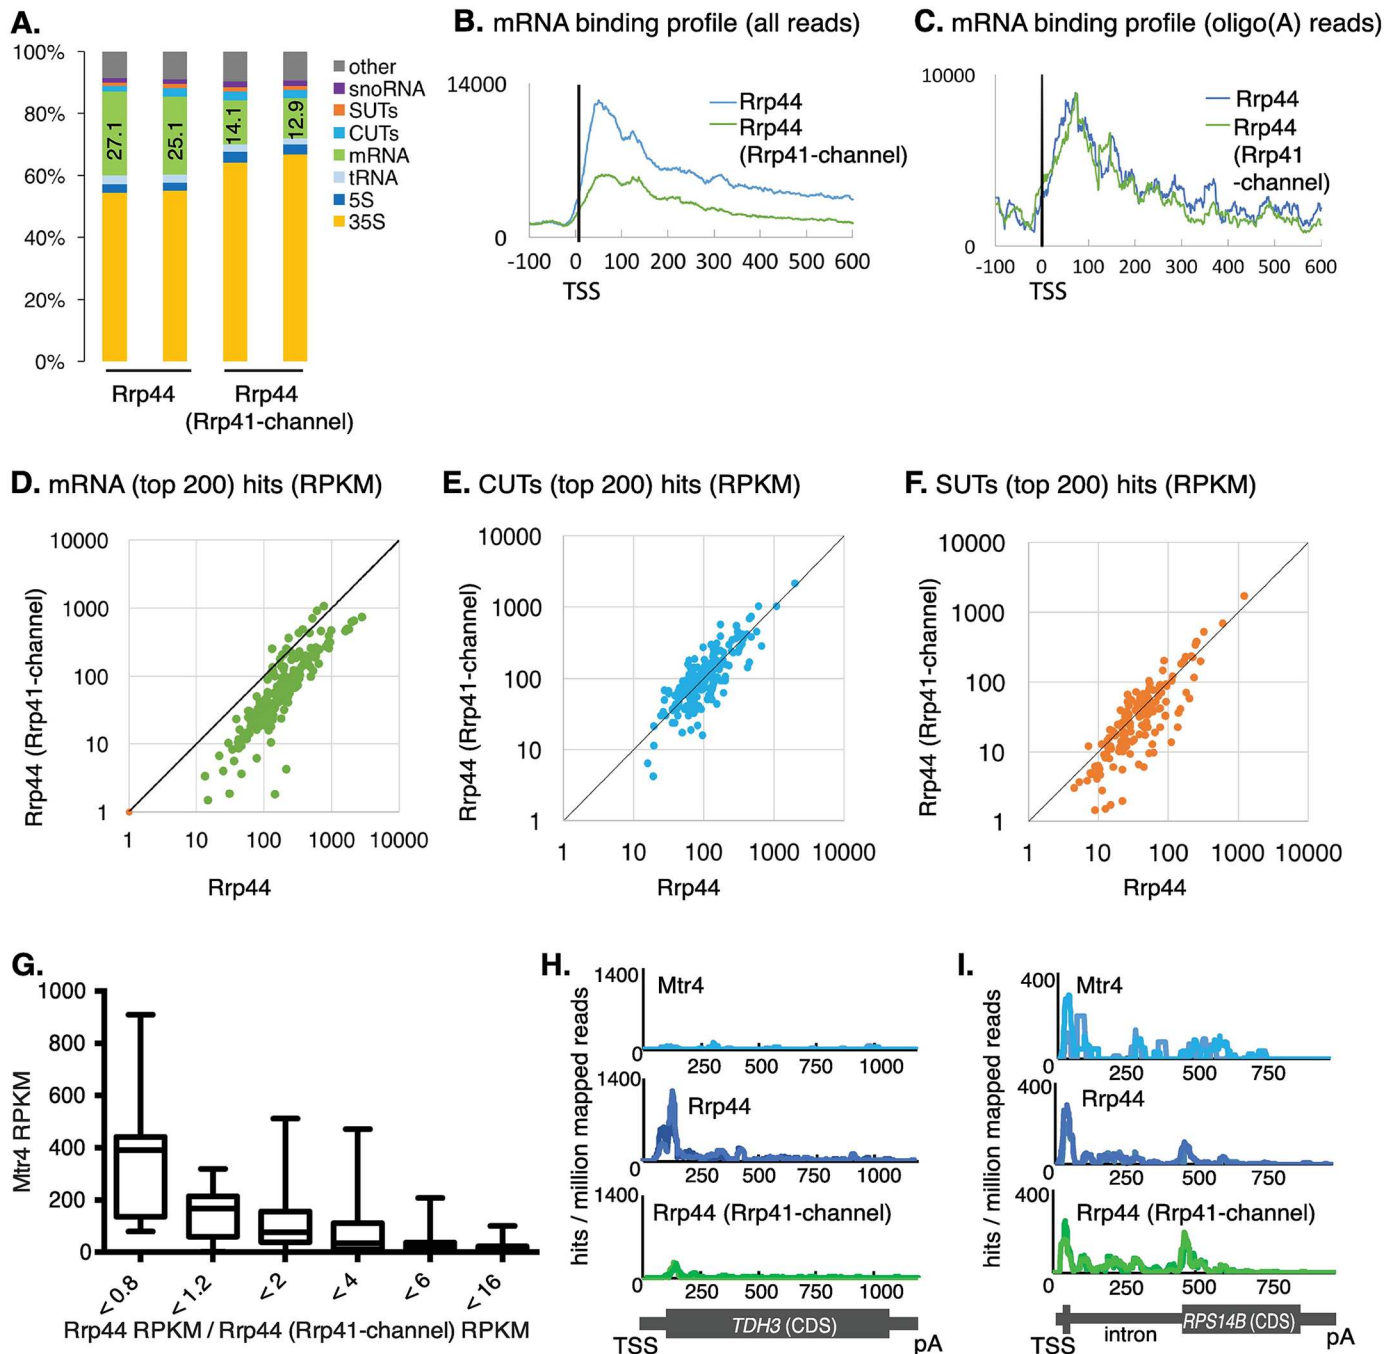 A.
100%
80%
60%
40%
20%
0%
27.1
25.1
14.1
12.9
other
snoRNA
SUTs
CUTs
mRNA
tRNA
5S
35S
Rrp44
Rrp44
(Rrp41-channel)
B. mRNA binding profile (all reads)
14000
0
Rrp44
Rrp44
(Rrp41-channel)
-100 0 100 200 300 400 500 600
TSS
C. mRNA binding profile (oligo(A) reads)
10000
0
Rrp44
Rrp44
(Rrp41
-channel)
-100 0 100 200 300 400 500 600
TSS
D. mRNA (top 200) hits (RPKM)
Rrp44 (Rrp41-channel)
10000
1000
100
10
1
1 10 100 1000 10000
Rrp44
E. CUTs (top 200) hits (RPKM)
Rrp44 (Rrp41-channel)
10000
1000
100
10
1
1 10 100 1000 10000
Rrp44
F. SUTs (top 200) hits (RPKM)
Rrp44 (Rrp41-channel)
10000
1000
100
10
1
1 10 100 1000 10000
Rrp44
G.
Mtr4 RPKM
1000
800
600
400
200
0
< 0.8 < 1.2 < 2 < 4 < 6 < 16
Rrp44 RPKM / Rrp44 (Rrp41-channel) RPKM
H.
hits / million mapped reads
1400
Mtr4
0
250 500 750 1000
1400
Rrp44
0
250 500 750 1000
1400
Rrp44 (Rrp41-channel)
0
250 500 750 1000
TDH3 (CDS)
TSS pA
I.
hits / million mapped reads
400
Mtr4
0
250 500 750
400
Rrp44
0
250 500 750
400
Rrp44 (Rrp41-channel)
0
250 500 750
RPS14B (CDS)
TSS intron pA